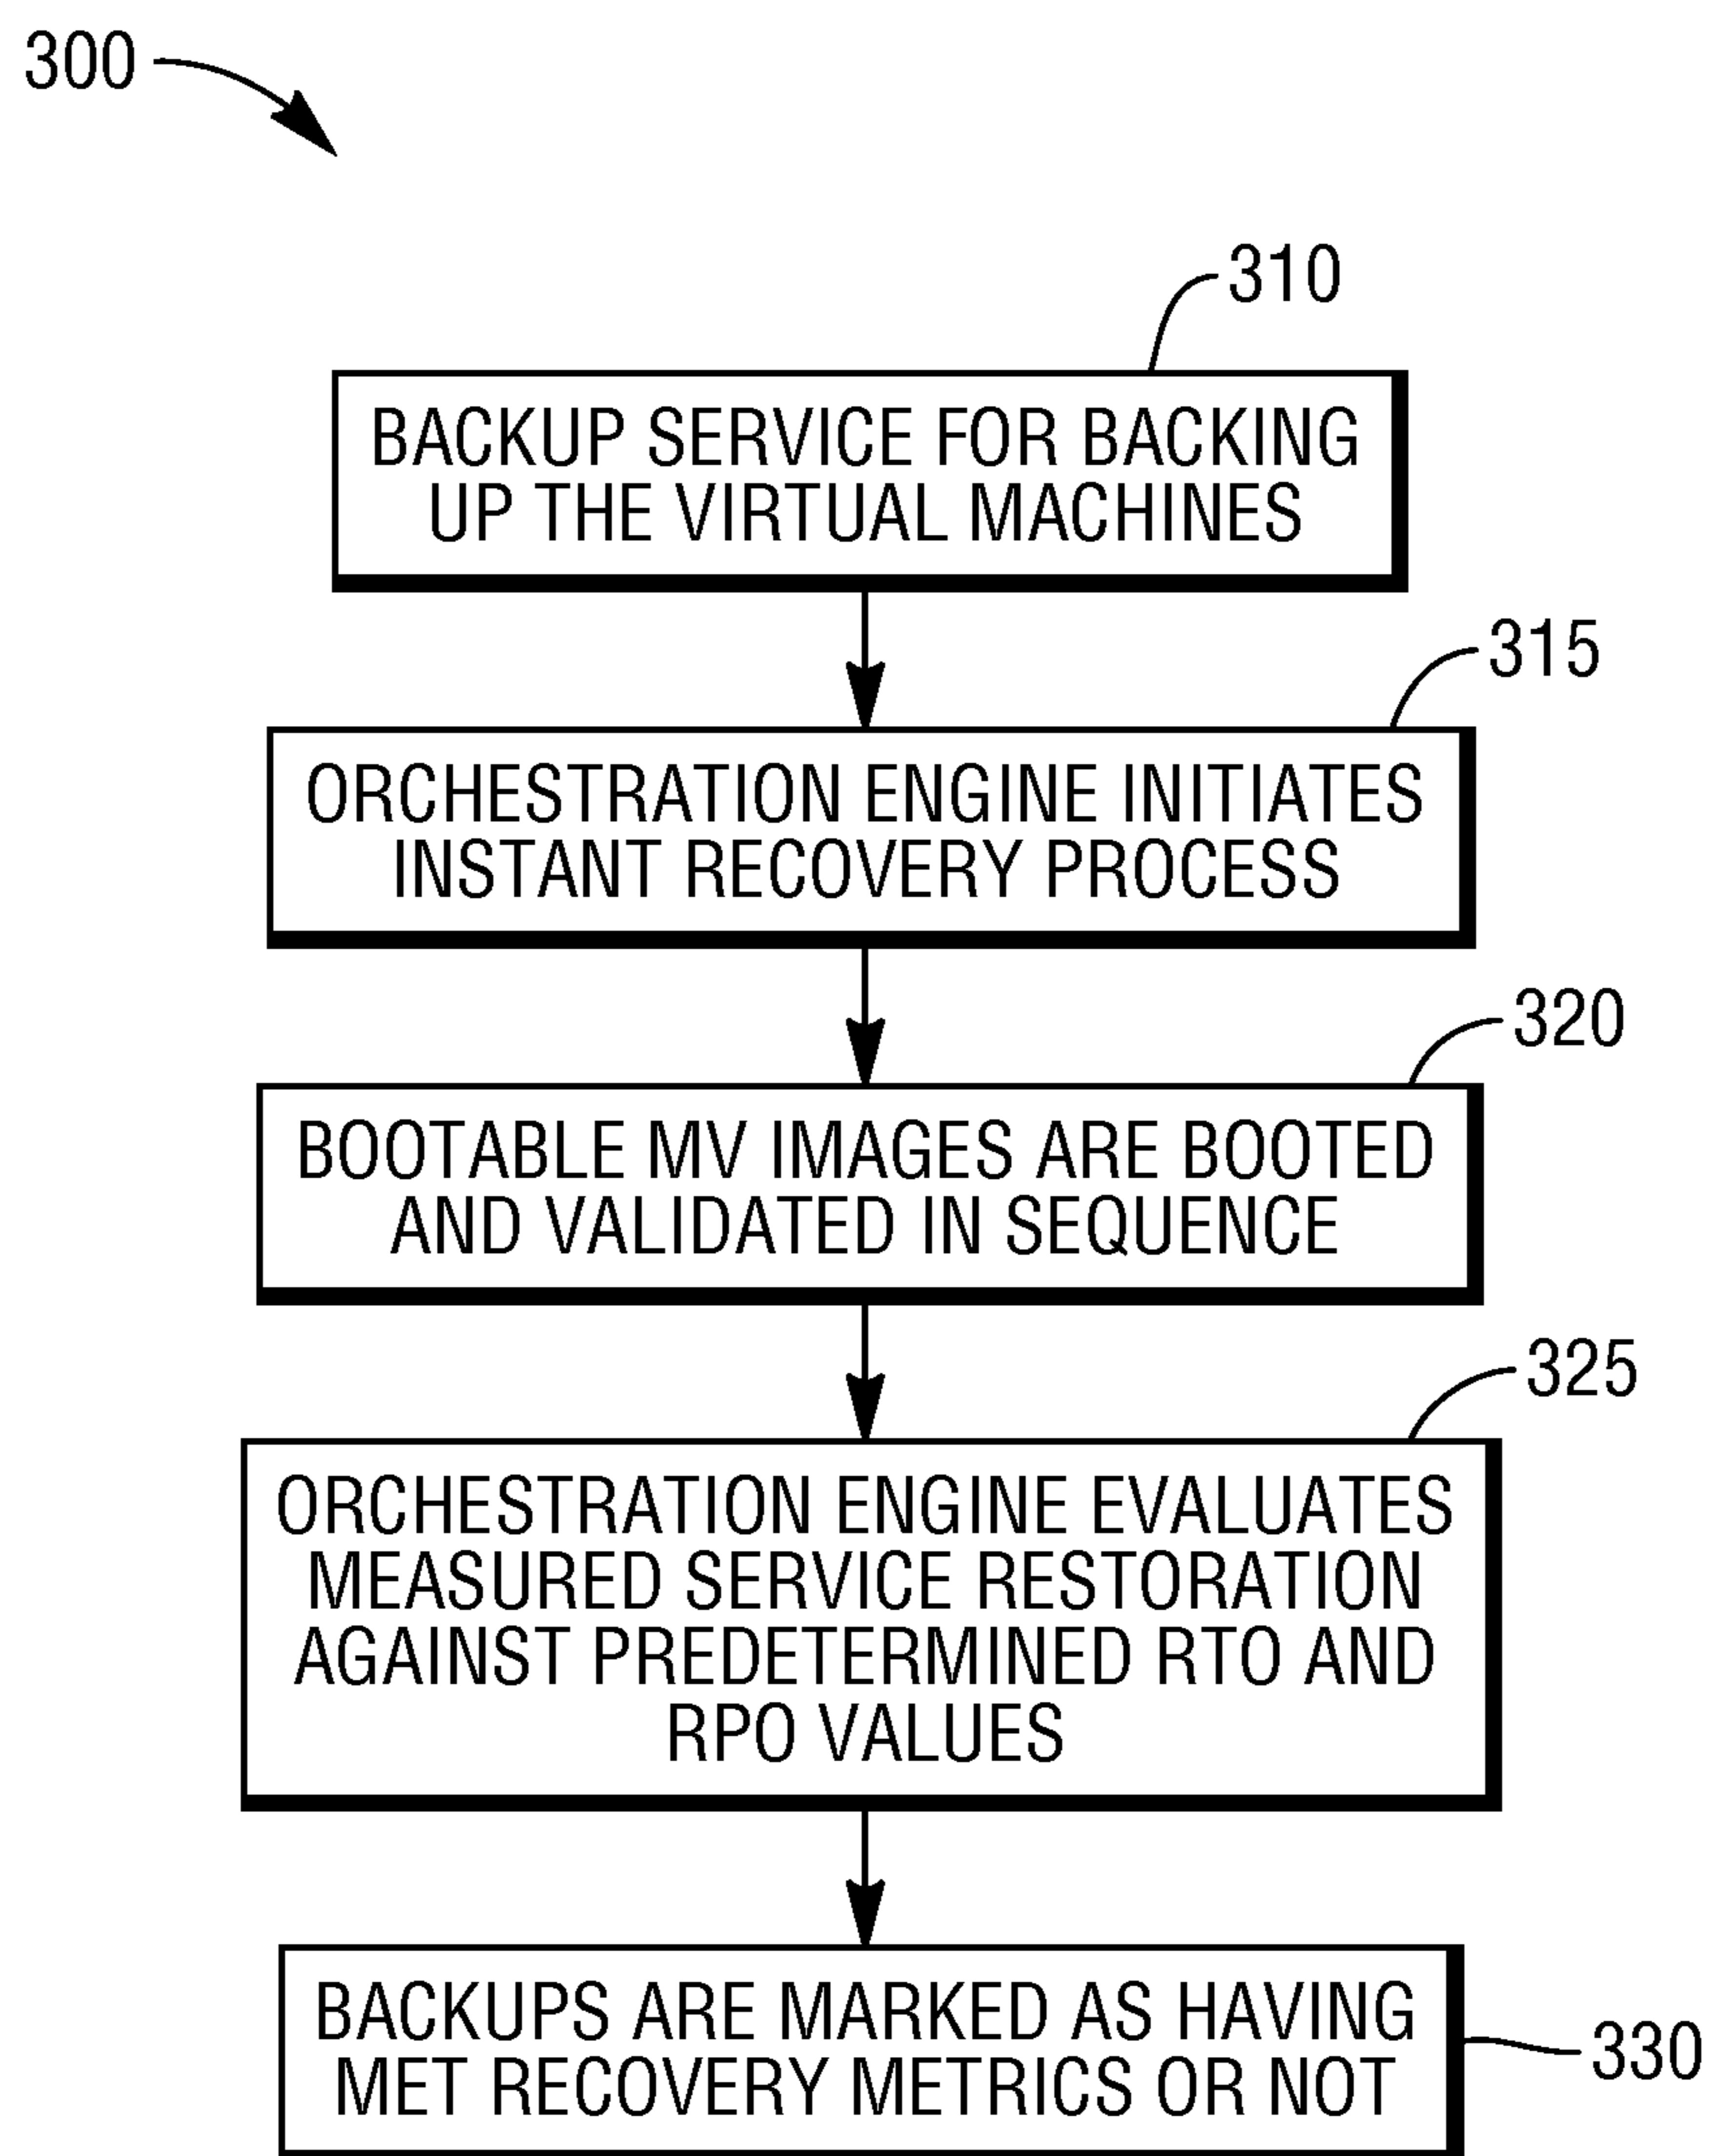 300
310
BACKUP SERVICE FOR BACKING
UP THE VIRTUAL MACHINES
315
ORCHESTRATION ENGINE INITIATES
INSTANT RECOVERY PROCESS
320
BOOTABLE MV IMAGES ARE BOOTED
AND VALIDATED IN SEQUENCE
325
ORCHESTRATION ENGINE EVALUATES
MEASURED SERVICE RESTORATION
AGAINST PREDETERMINED RTO AND
RPO VALUES
BACKUPS ARE MARKED AS HAVING
MET RECOVERY METRICS OR NOT
330